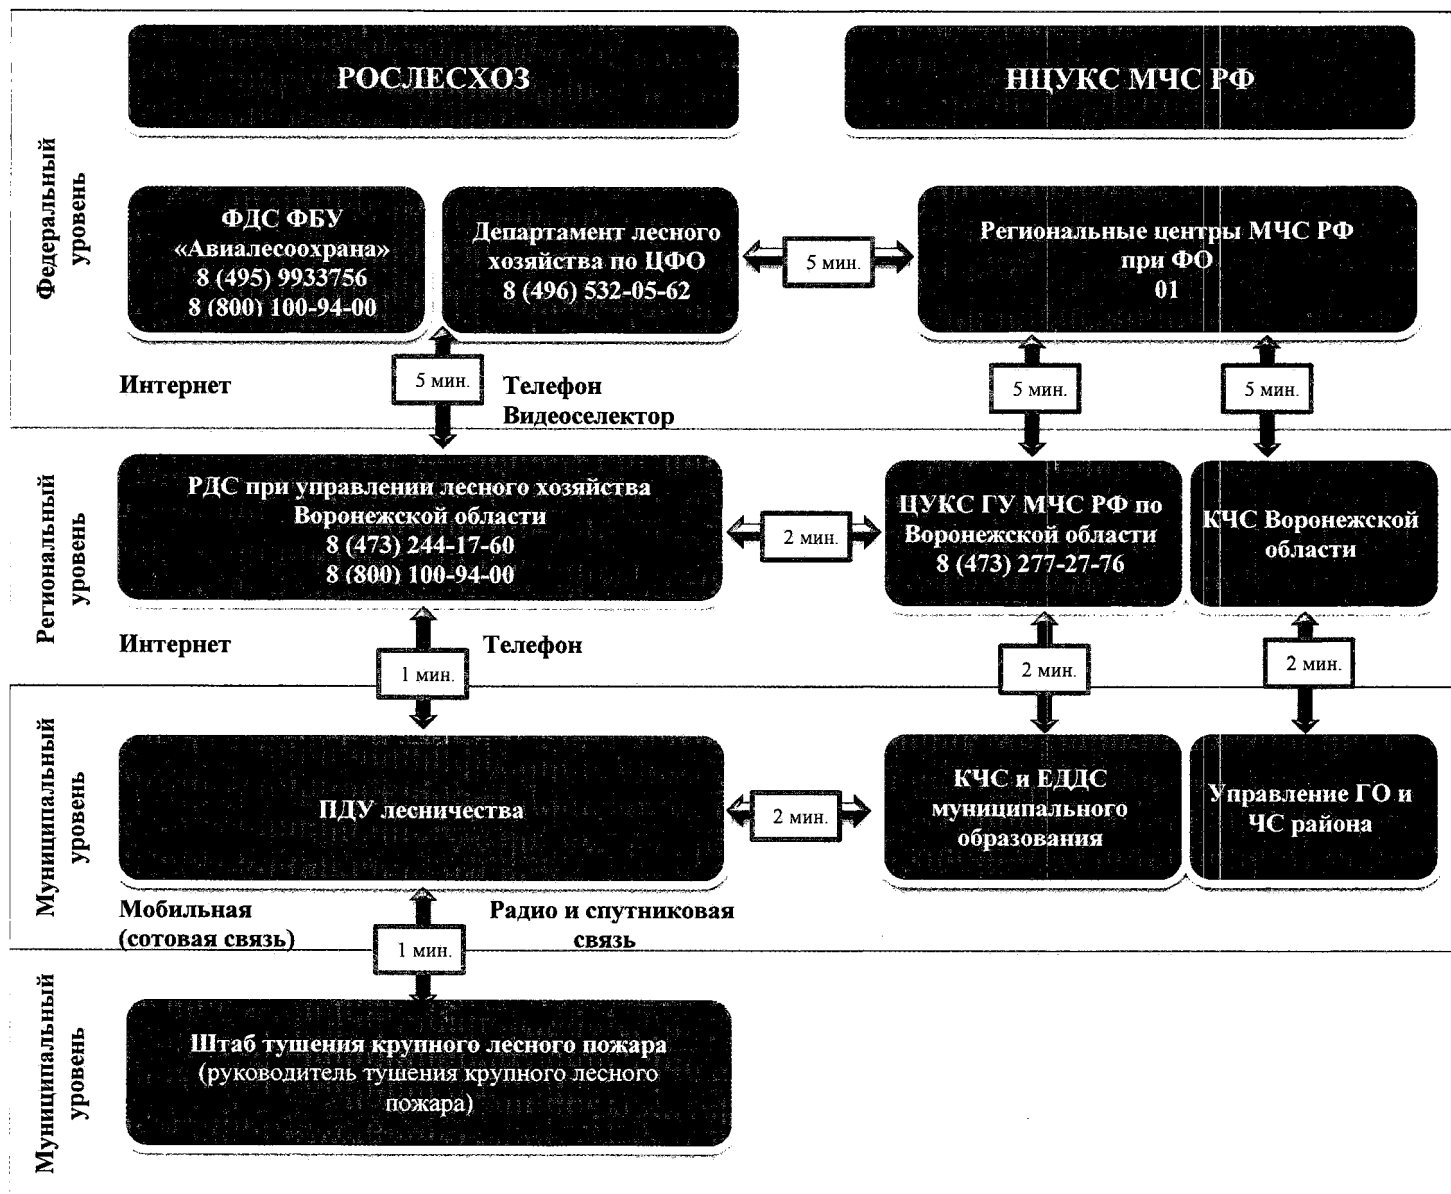 Федеральный
уровень
РОСЛЕСХОЗ
НЦУКС МЧС РФ
ФДС ФБУ
«Авиалесоохрана»
8 (495) 9933756
8 (800) 100-94-00
Департамент лесного
хозяйства по ЦФО
8 (496) 532-05-62
5 мин.
Региональные центры МЧС РФ
при ФО
01
Интернет
5 мин.
Телефон
Видеоселектор
5 мин.
5 мин.
Региональный
уровень
РДС при управлении лесного хозяйства
Воронежской области
8 (473) 244-17-60
8 (800) 100-94-00
2 мин.
ЦУКС ГУ МЧС РФ по
Воронежской области
8 (473) 277-27-76
КЧС Воронежской
области
Интернет
1 мин.
Телефон
2 мин.
2 мин.
Муниципальный
уровень
ПДУ лесничества
2 мин.
КЧС и ЕДДС
муниципального
образования
Управление ГО и
ЧС района
Мобильная
(сотовая связь)
1 мин.
Радио и спутниковая
связь
Муниципальный
уровень
Штаб тушения крупного лесного пожара
(руководитель тушения крупного лесного
пожара)